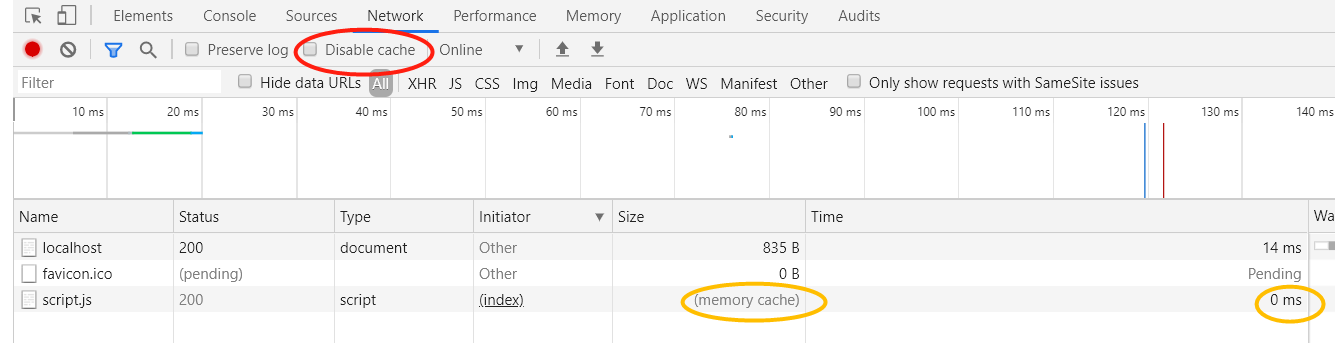 Elements Console Sources Network Performance Memory Application Security Audits
Preserve log Disable cache Online
Filter Hide data URLs All XHR JS CSS Img Media Font Doc WS Manifest Other Only show requests with SameSite issues
10 ms 20 ms 30 ms 40 ms 50 ms 60 ms 70 ms 80 ms 90 ms 100 ms 110 ms 120 ms 130 ms 140 ms
Name Status Type Initiator Size Time Wa
localhost 200 document Other 835 B 14 ms
favicon.ico (pending) Other 0 B Pending
script.js 200 script (index) (memory cache) 0 ms